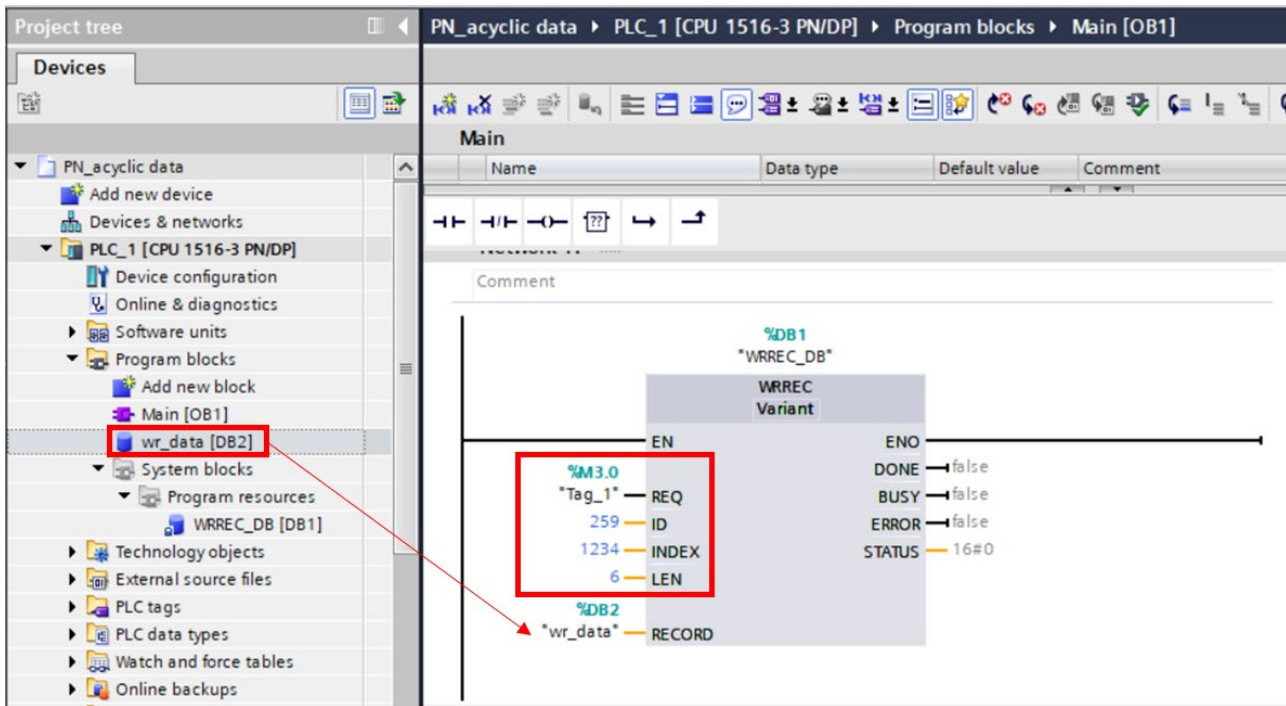 Project tree
Devices
PN_acyclic data
Add new device
Devices & networks
PLC_1 [CPU 1516-3 PN/DP]
Device configuration
Online & diagnostics
Software units
Program blocks
Add new block
Main [OB1]
wr_data [DB2]
System blocks
Program resources
WRREC_DB [DB1]
Technology objects
External source files
PLC tags
PLC data types
Watch and force tables
Online backups
PN_acyclic data ▸ PLC_1 [CPU 1516-3 PN/DP] ▸ Program blocks ▸ Main [OB1]
Main
Name Data type Default value Comment
??
Comment
%DB1
"WRREC_DB"
WRREC
Variant
EN ENO
%M3.0 DONE false
"Tag_1" REQ BUSY false
259 ID ERROR false
1234 INDEX STATUS 16#0
6 LEN
%DB2
"wr_data" RECORD